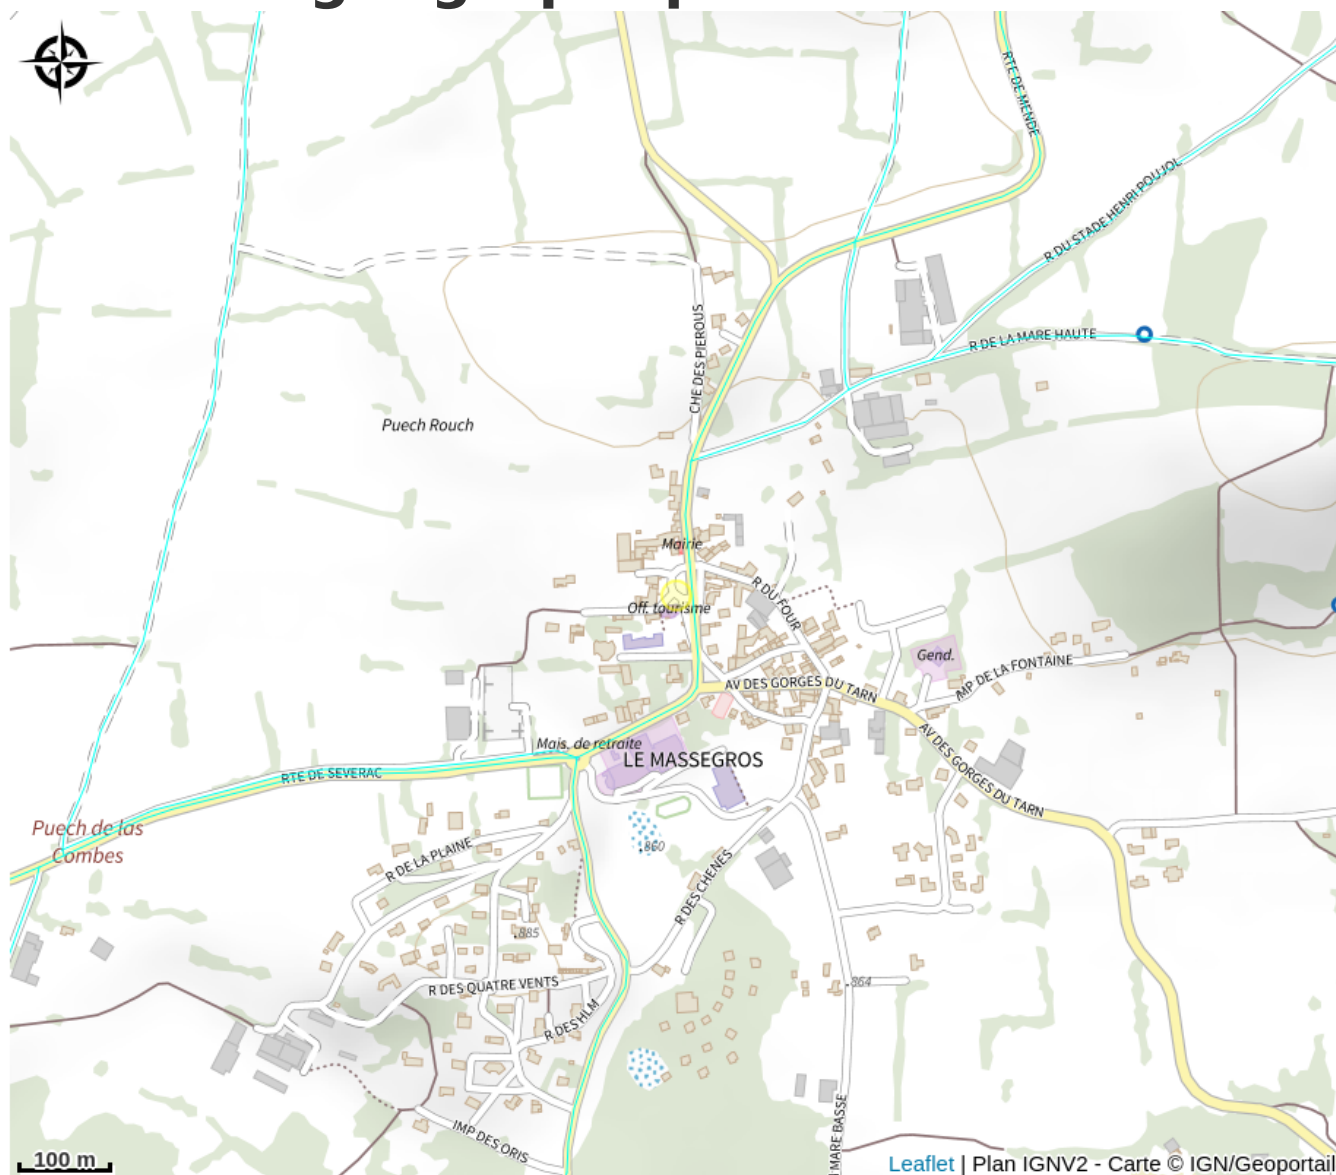 RTE DE MENDE
R DU STADE HENRI POUJOL
R DE LA MARE HAUTE
CHE DES PIEROUS
Puech Rouch
Mairie
R DU FOUR
Off. tourisme
Gend.
IMP DE LA FONTAINE
AV DES GORGES DU TARN
AV DES GORGES DU TARN
Mais. de retraite
LE MASSEGROS
RTE DE SEVERAC
Puech de las
Combes
860
R DE LA PLAINE
R DES CHENES
885
864
R DES QUATRE VENTS
R DES HLM
IMP DES ORIS
MARE BASSE
100 m
Leaflet | Plan IGNV2 - Carte © IGN/Geoportail